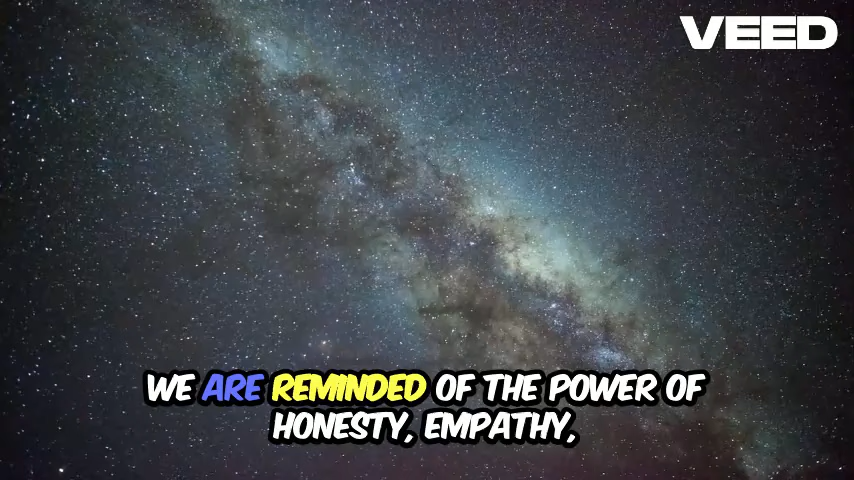 VEED
WE ARE REMINDED OF THE POWER OF
HONESTY, EMPATHY,